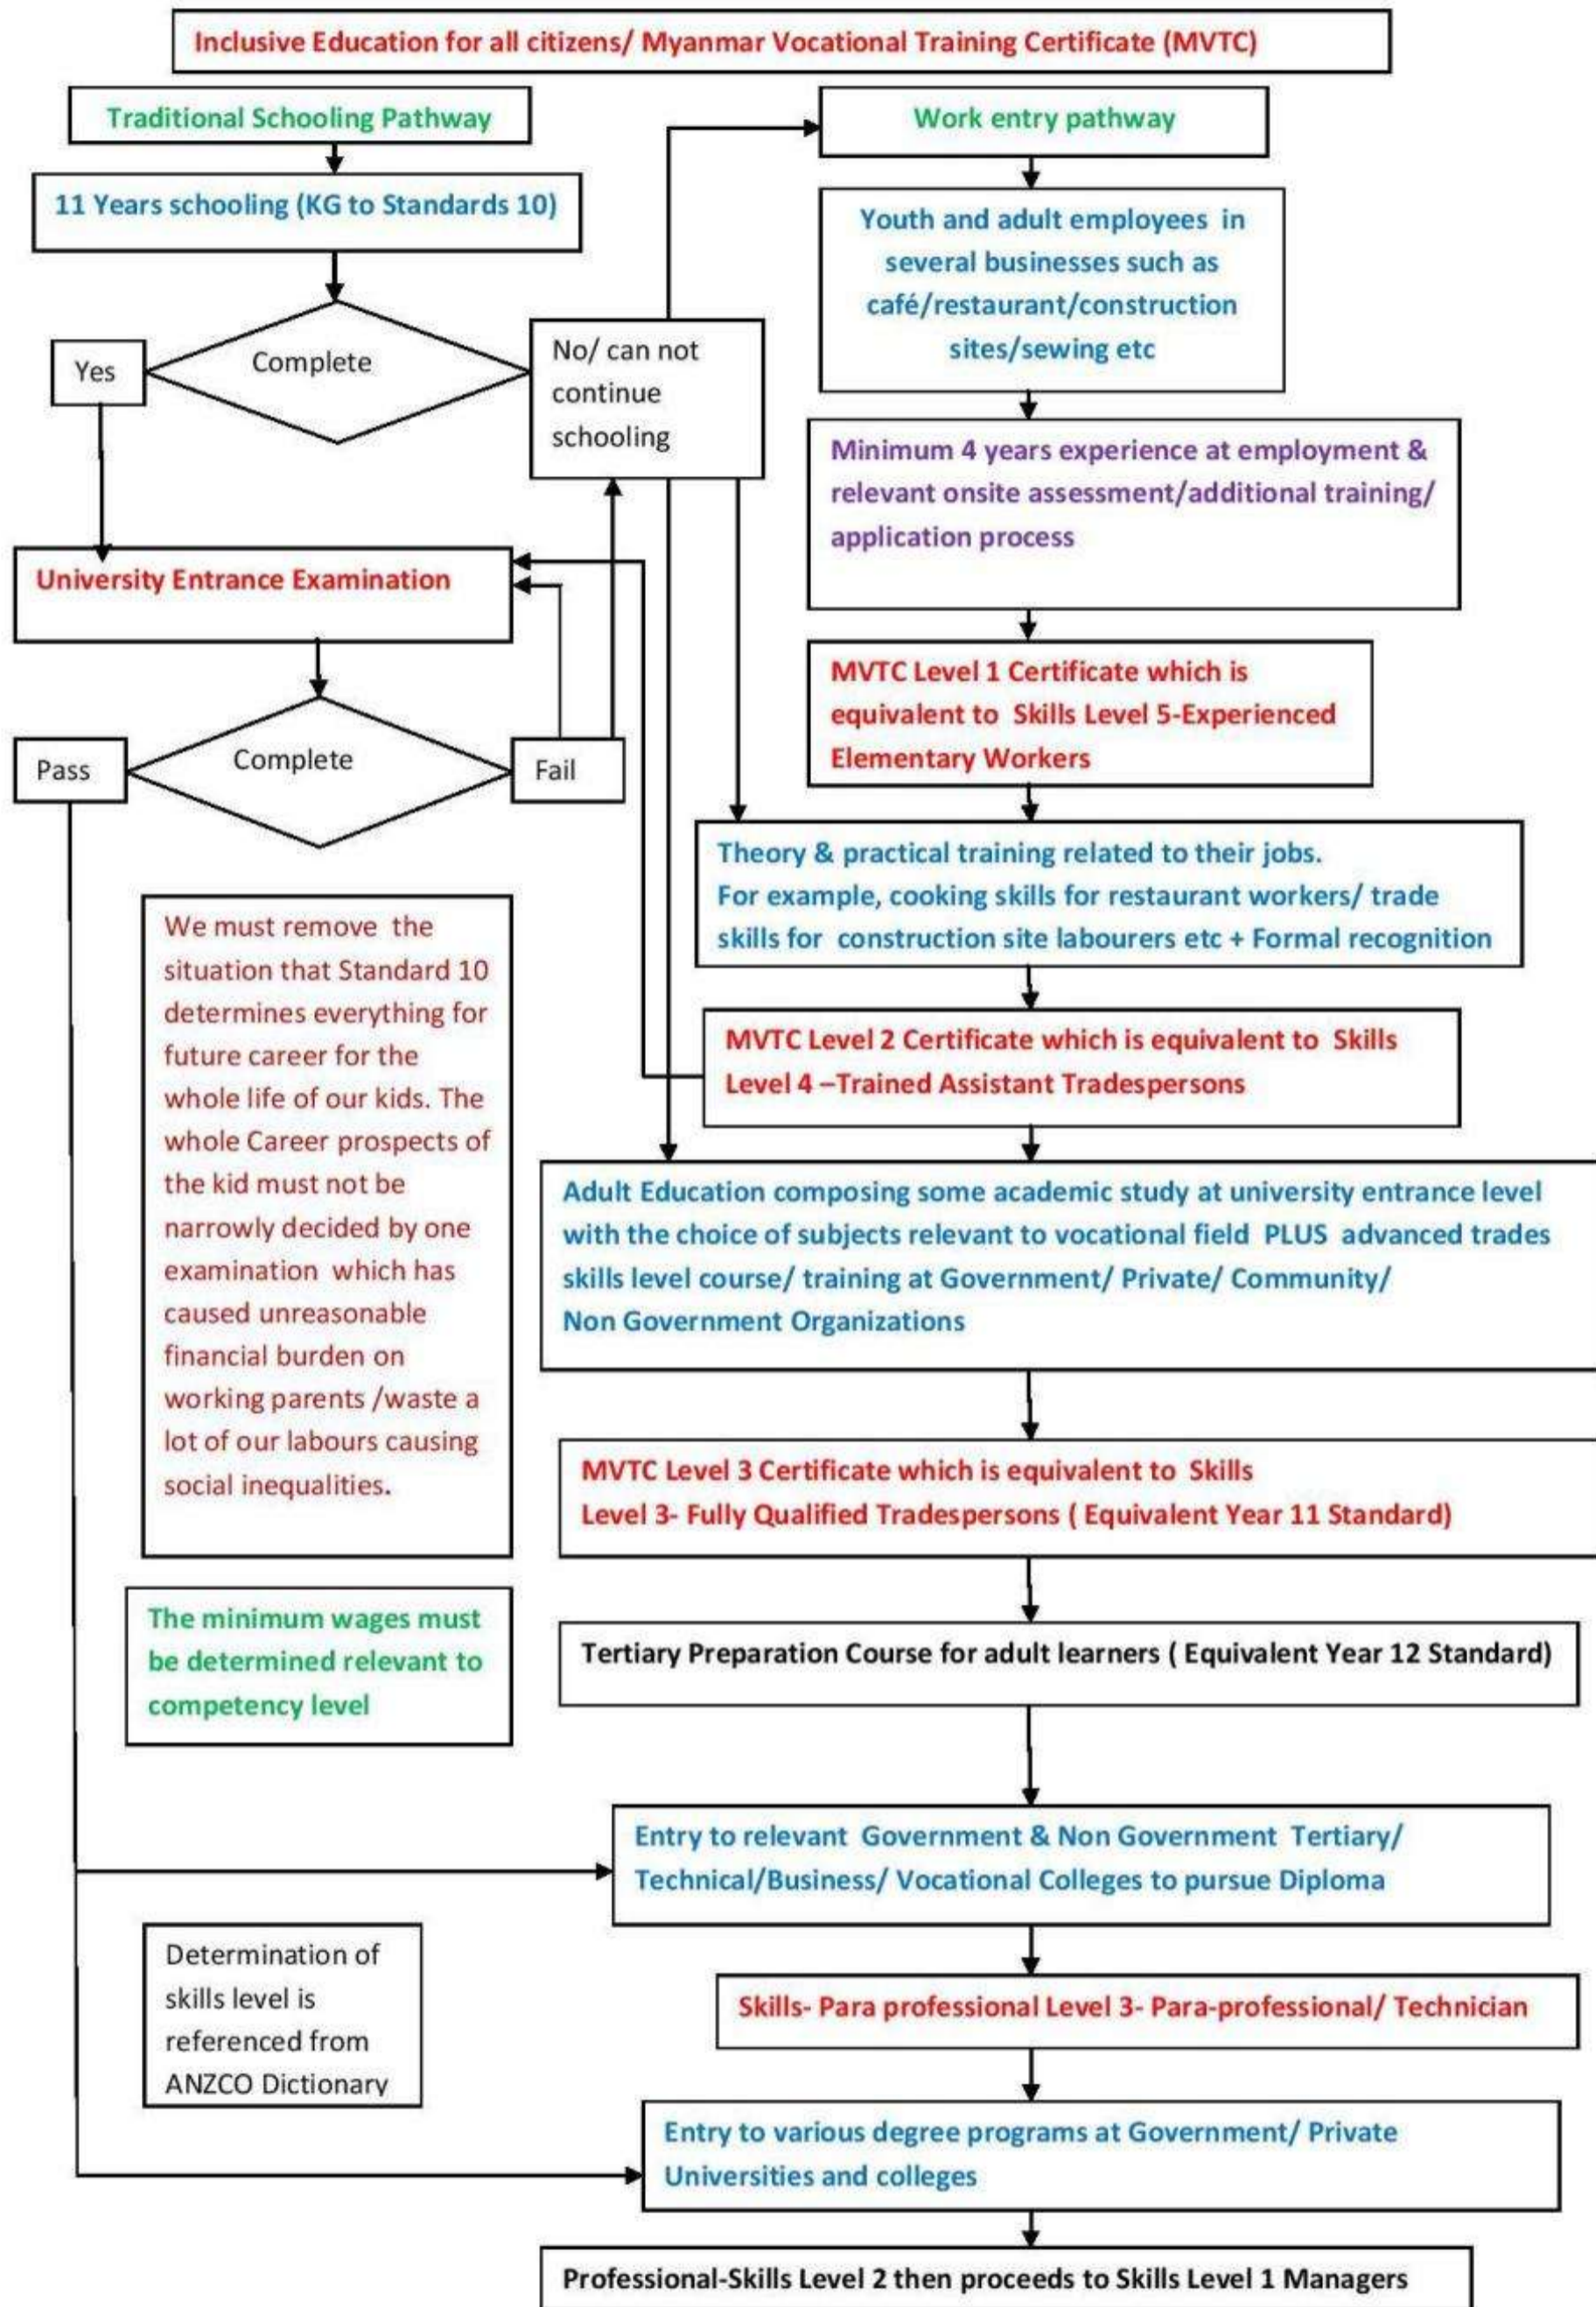 Inclusive Education for all citizens/ Myanmar Vocational Training Certificate (MVTC)
Traditional Schooling Pathway
Work entry pathway
11 Years schooling (KG to Standards 10)
Youth and adult employees in
several businesses such as
café/restaurant/construction
sites/sewing etc
Yes
Complete
No/ can not
continue
schooling
Minimum 4 years experience at employment &
relevant onsite assessment/additional training/
application process
University Entrance Examination
MVTC Level 1 Certificate which is
equivalent to Skills Level 5-Experienced
Elementary Workers
Pass
Complete
Fail
Theory & practical training related to their jobs.
For example, cooking skills for restaurant workers/ trade
skills for construction site labourers etc + Formal recognition
We must remove the
situation that Standard 10
determines everything for
future career for the
whole life of our kids. The
whole Career prospects of
the kid must not be
narrowly decided by one
examination which has
caused unreasonable
financial burden on
working parents /waste a
lot of our labours causing
social inequalities.
MVTC Level 2 Certificate which is equivalent to Skills
Level 4 –Trained Assistant Tradespersons
Adult Education composing some academic study at university entrance level
with the choice of subjects relevant to vocational field PLUS advanced trades
skills level course/ training at Government/ Private/ Community/
Non Government Organizations
MVTC Level 3 Certificate which is equivalent to Skills
Level 3- Fully Qualified Tradespersons ( Equivalent Year 11 Standard)
The minimum wages must
be determined relevant to
competency level
Tertiary Preparation Course for adult learners ( Equivalent Year 12 Standard)
Entry to relevant Government & Non Government Tertiary/
Technical/Business/ Vocational Colleges to pursue Diploma
Determination of
skills level is
referenced from
ANZCO Dictionary
Skills- Para professional Level 3- Para-professional/ Technician
Entry to various degree programs at Government/ Private
Universities and colleges
Professional-Skills Level 2 then proceeds to Skills Level 1 Managers